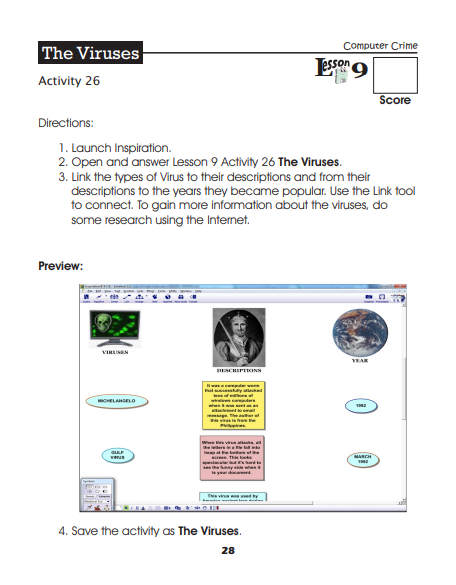 Computer Crime
The Viruses
Lesson 9
Activity 26
Score
Directions:
1. Launch Inspiration.
2. Open and answer Lesson 9 Activity 26 The Viruses.
3. Link the types of Virus to their descriptions and from their
descriptions to the years they became popular. Use the Link tool
to connect. To gain more information about the viruses, do
some research using the Internet.
Preview:
VIRUSES
DESCRIPTIONS
YEAR
MICHELANGELO
It was a computer worm
that successfully attacked
tens of millions of
windows computers
when it was sent as an
attachment to email
message. The author of
this virus is from the
Philippines.
1992
GULF
VIRUS
When this virus attacks, all
the letters in a file fall into
heap at the bottom of the
screen. This looks
spectacular but it's hard to
see the funny side when it
is your document.
MARCH
1992
This virus was used by
4. Save the activity as The Viruses.
28